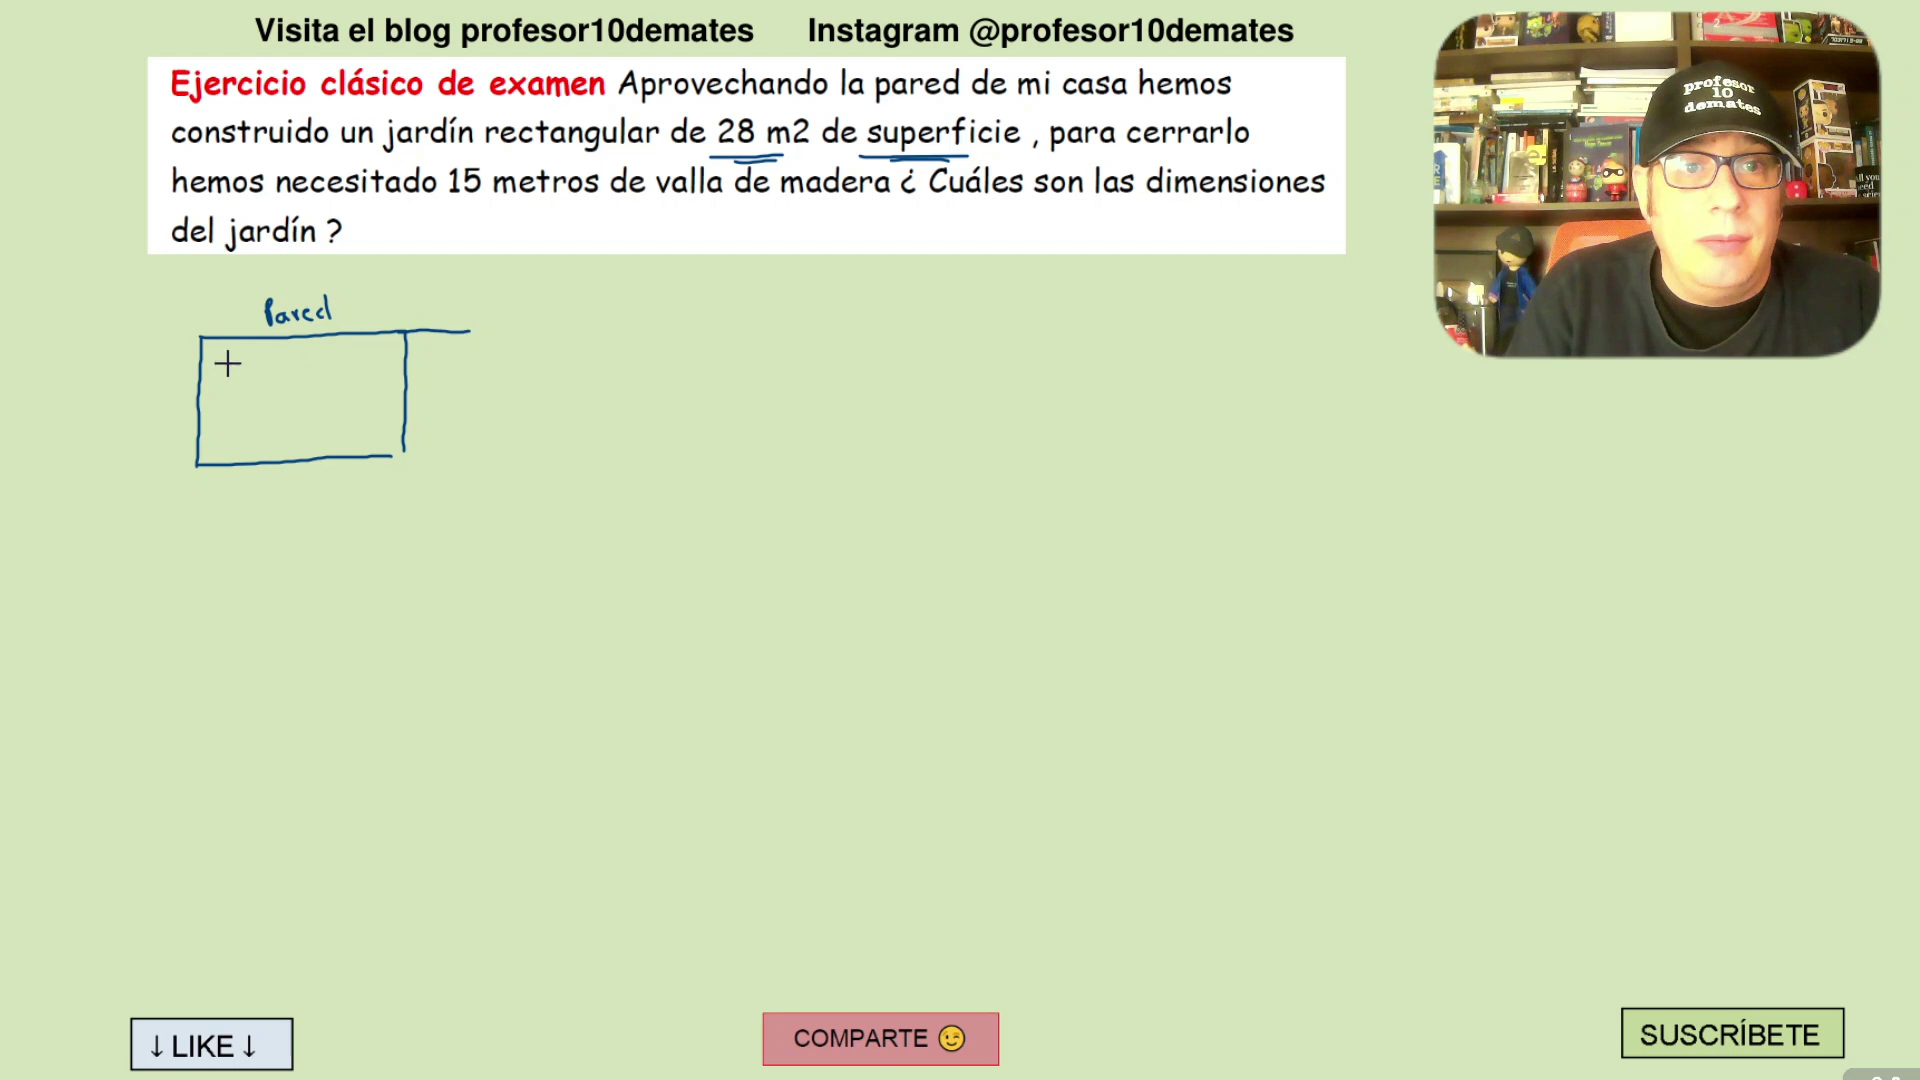 Visita el blog profesor10demates Instagram @profesor10demates
Ejercicio clásico de examen Aprovechando la pared de mi casa hemos
construido un jardín rectangular de 28 m2 de superficie , para cerrarlo
hemos necesitado 15 metros de valla de madera ¿ Cuáles son las dimensiones
del jardín ?
profesor
10
demates
Pared
↓ LIKE ↓
COMPARTE 😉
SUSCRÍBETE